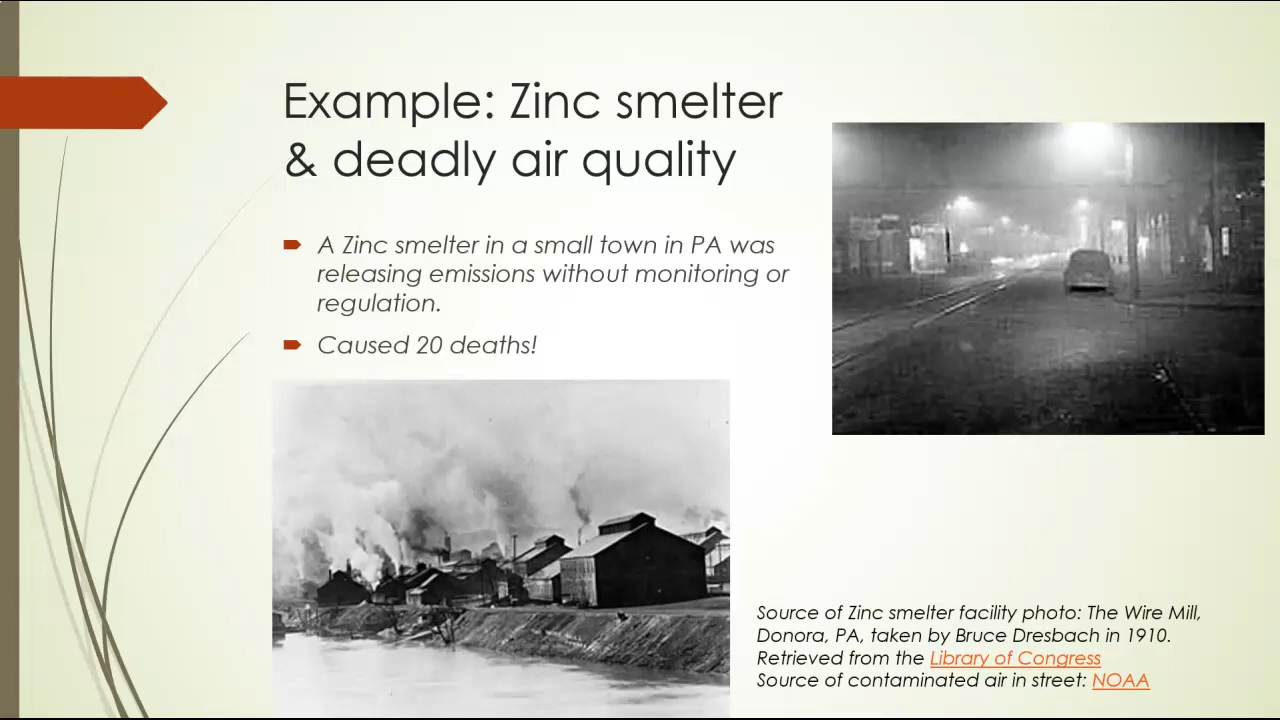 Example: Zinc smelter
& deadly air quality
A Zinc smelter in a small town in PA was
releasing emissions without monitoring or
regulation.
Caused 20 deaths!
Source of Zinc smelter facility photo: The Wire Mill,
Donora, PA, taken by Bruce Dresbach in 1910.
Retrieved from the Library of Congress
Source of contaminated air in street: NOAA